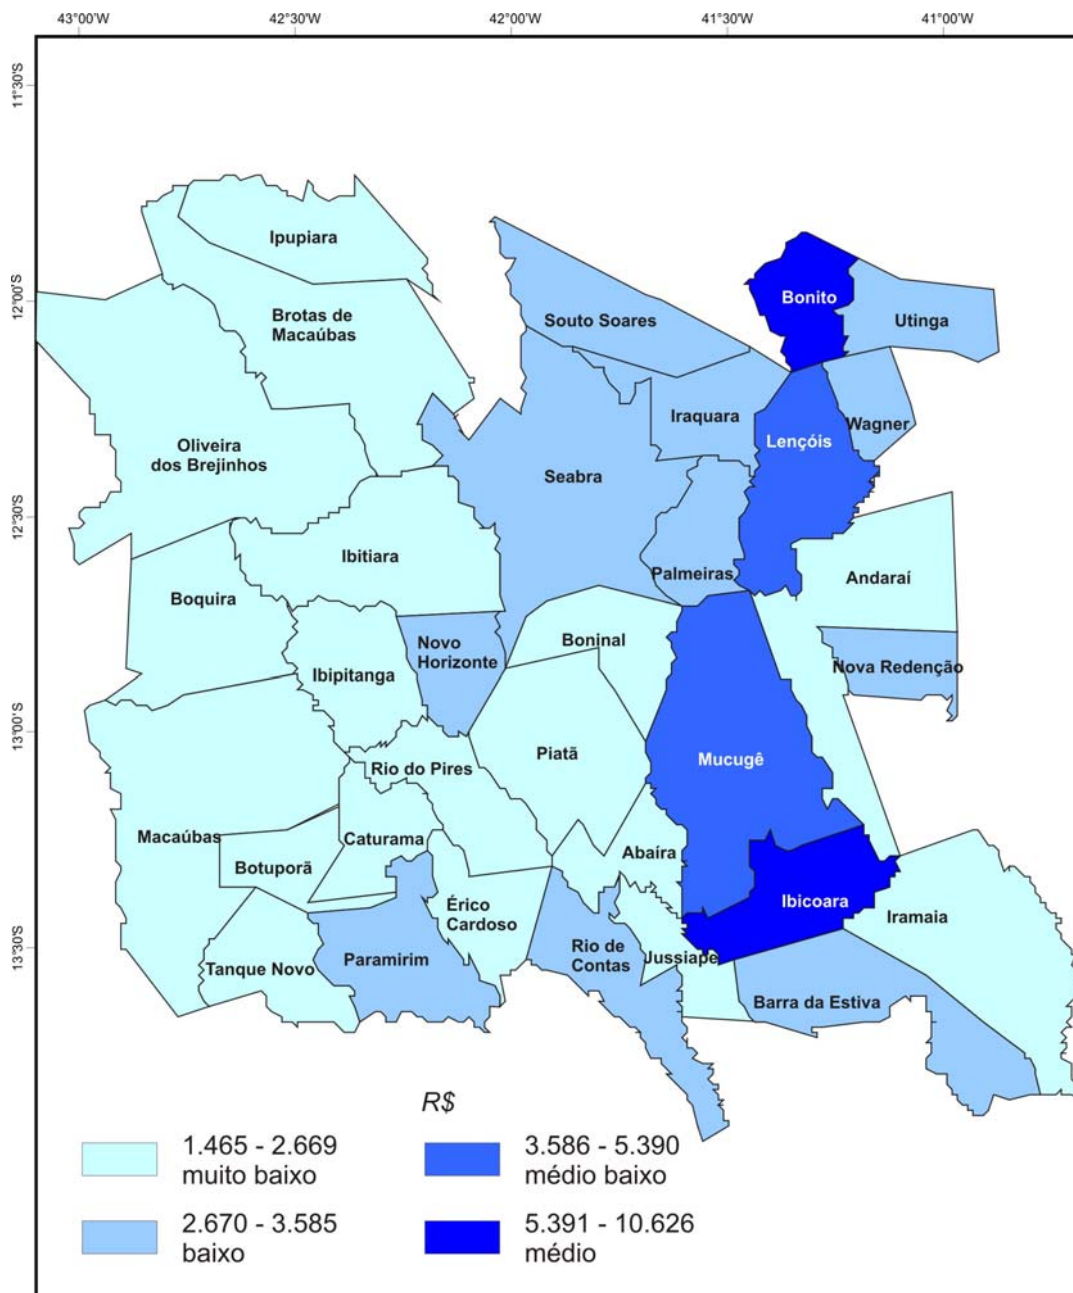 43°00'W 42°30'W 42°00'W 41°30'W 41°00'W
11°30'S
12°00'S
12°30'S
13°00'S
13°30'S
Ipupiara
Brotas de
Macaúbas
Souto Soares
Bonito
Utinga
Oliveira
dos Brejinhos
Iraquara
Wagner
Lençóis
Seabra
Ibitiara
Palmeiras
Andaraí
Boquira
Novo
Horizonte
Boninal
Ibipitanga
Nova Redenção
Piatã
Mucugê
Rio do Pires
Macaúbas
Caturama
Botuporã
Abaíra
Érico
Cardoso
Ibicoara
Iramaia
Tanque Novo
Paramirim
Rio de
Contas
Jussiape
Barra da Estiva
R$
1.465 - 2.669
muito baixo
3.586 - 5.390
médio baixo
2.670 - 3.585
baixo
5.391 - 10.626
médio